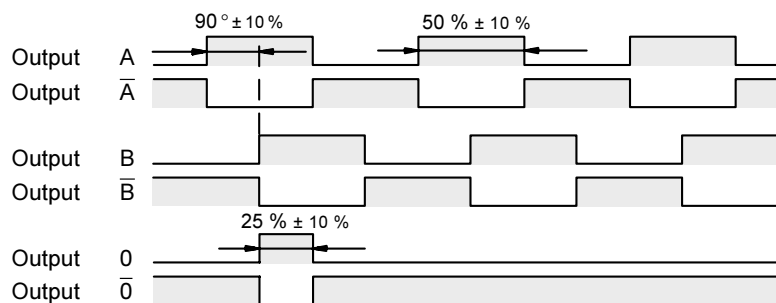 90° ± 10 % 50 % ± 10 %
Output A
Output A̅
Output B
Output B̅
25 % ± 10 %
Output 0
Output 0̅